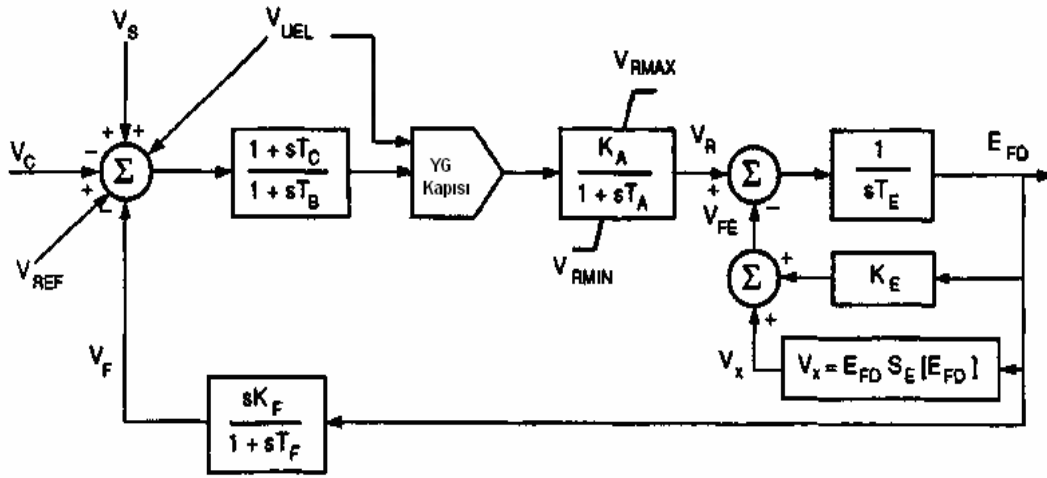 V_S
V_UEL
V_C
− + +
+ −
Σ
V_REF
1 + sT_C
1 + sT_B
YG
Kapısı
V_RMAX
K_A
1 + sT_A
V_RMIN
V_R
+ −
Σ
V_FE
1
sT_E
E_FD
Σ
+
+
K_E
V_x
V_x = E_FD S_E [E_FD]
V_F
sK_F
1 + sT_F